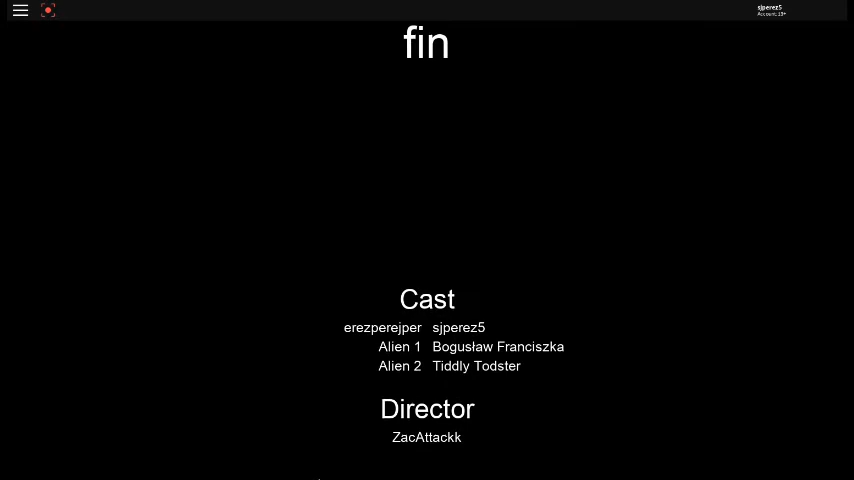 sjperez5
Account: 13+
fin
Cast
erezperejper sjperez5
Alien 1 Bogusław Franciszka
Alien 2 Tiddly Todster
Director
ZacAttackk